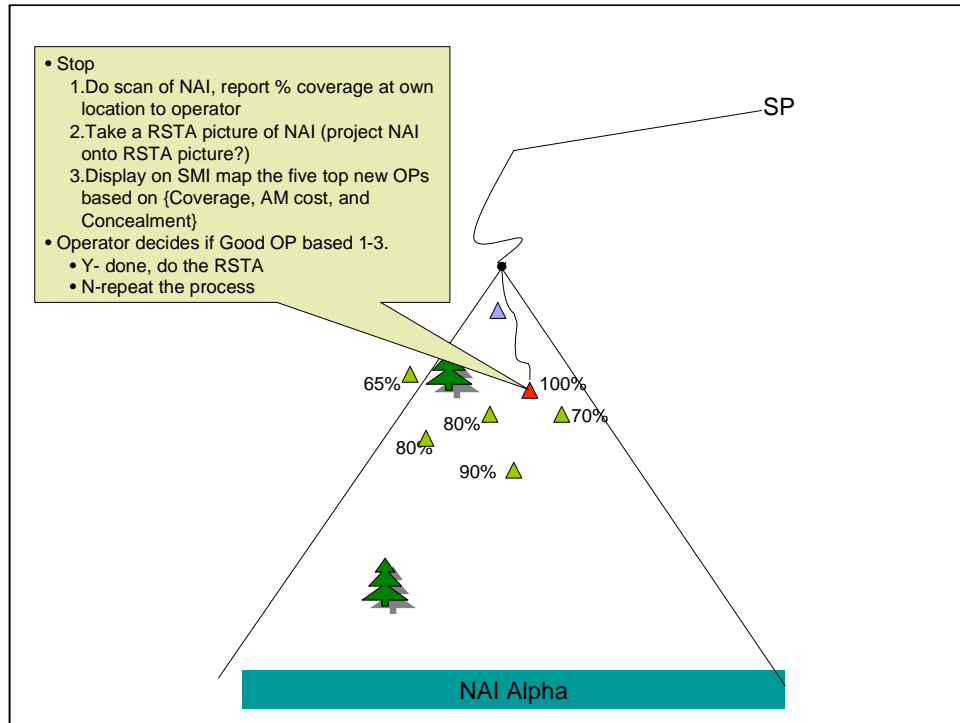 • Stop
1.Do scan of NAI, report % coverage at own
location to operator
2.Take a RSTA picture of NAI (project NAI
onto RSTA picture?)
3.Display on SMI map the five top new OPs
based on {Coverage, AM cost, and
Concealment}
• Operator decides if Good OP based 1-3.
• Y- done, do the RSTA
• N-repeat the process
SP
65%
100%
80%
70%
80%
90%
NAI Alpha